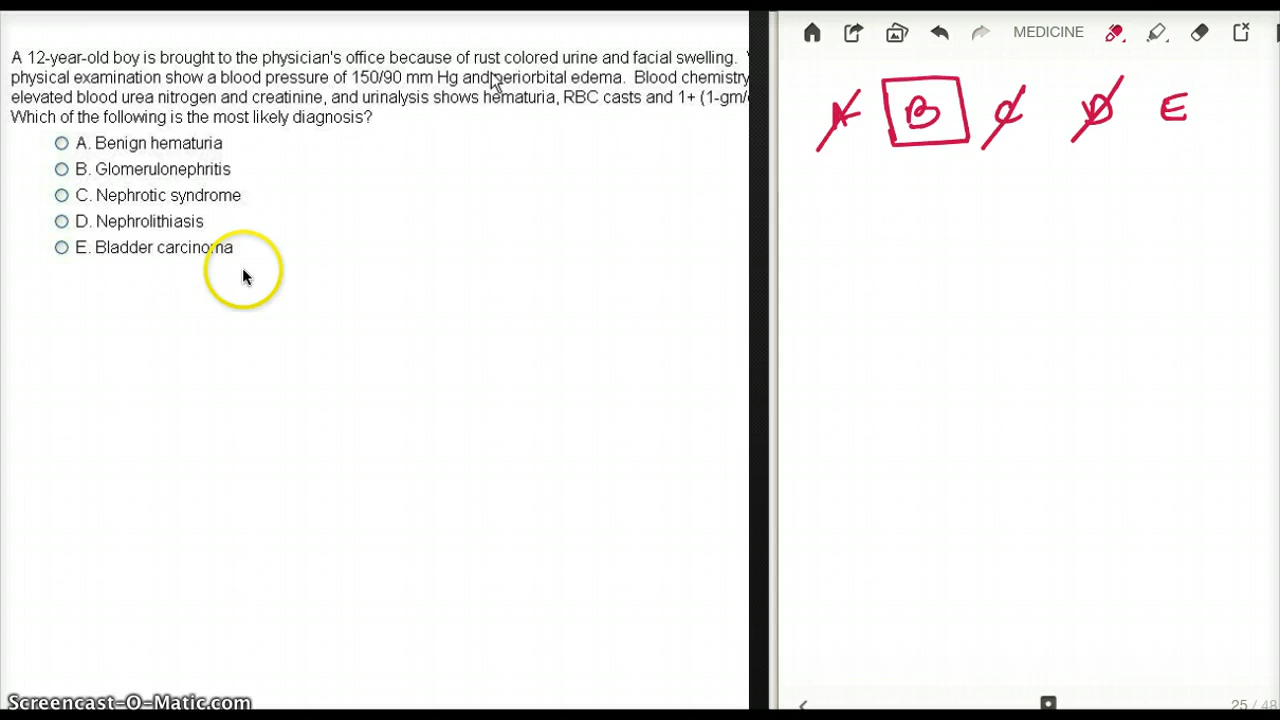 A 12-year-old boy is brought to the physician's office because of rust colored urine and facial swelling.
physical examination show a blood pressure of 150/90 mm Hg and periorbital edema. Blood chemistry
elevated blood urea nitrogen and creatinine, and urinalysis shows hematuria, RBC casts and 1+ (1-gm/
Which of the following is the most likely diagnosis?
A. Benign hematuria
B. Glomerulonephritis
C. Nephrotic syndrome
D. Nephrolithiasis
E. Bladder carcinoma
MEDICINE
A B C D E
25 / 48
Screencast-O-Matic.com